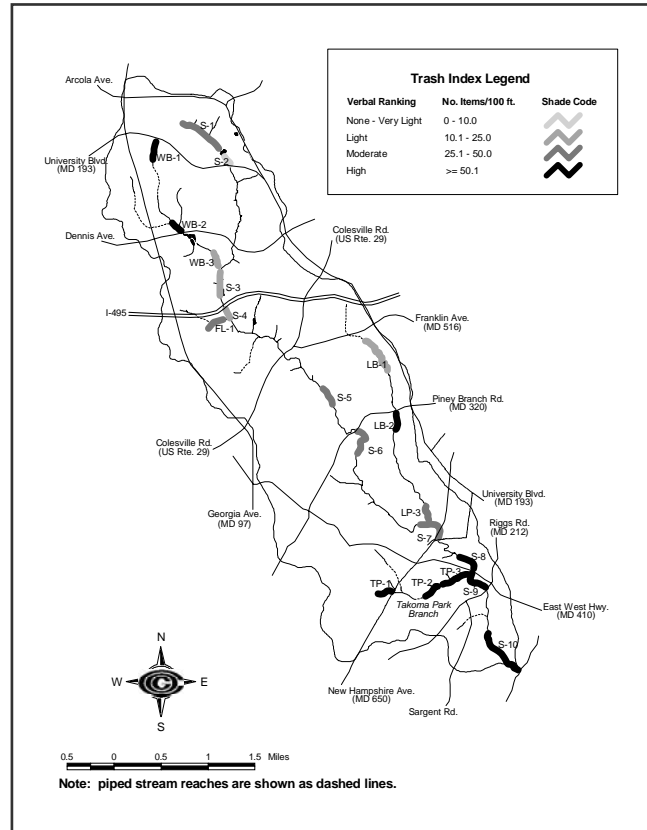 Trash Index Legend
Verbal Ranking No. Items/100 ft. Shade Code
None - Very Light 0 - 10.0
Light 10.1 - 25.0
Moderate 25.1 - 50.0
High >= 50.1
Arcola Ave.
S-1
WB-1
S-2
University Blvd.
(MD 193)
WB-2
Dennis Ave.
Colesville Rd.
(US Rte. 29)
WB-3
S-3
I-495
S-4
FL-1
Franklin Ave.
(MD 516)
LB-1
S-5
Piney Branch Rd.
(MD 320)
LB-2
Colesville Rd.
(US Rte. 29)
S-6
University Blvd.
(MD 193)
Georgia Ave.
(MD 97)
LP-3
Riggs Rd.
(MD 212)
S-7
S-8
TP-3
TP-1
TP-2
S-9
Takoma Park
Branch
East West Hwy.
(MD 410)
S-10
New Hampshire Ave.
(MD 650)
Sargent Rd.
N
W E
S
0.5 0 0.5 1 1.5 Miles
Note: piped stream reaches are shown as dashed lines.